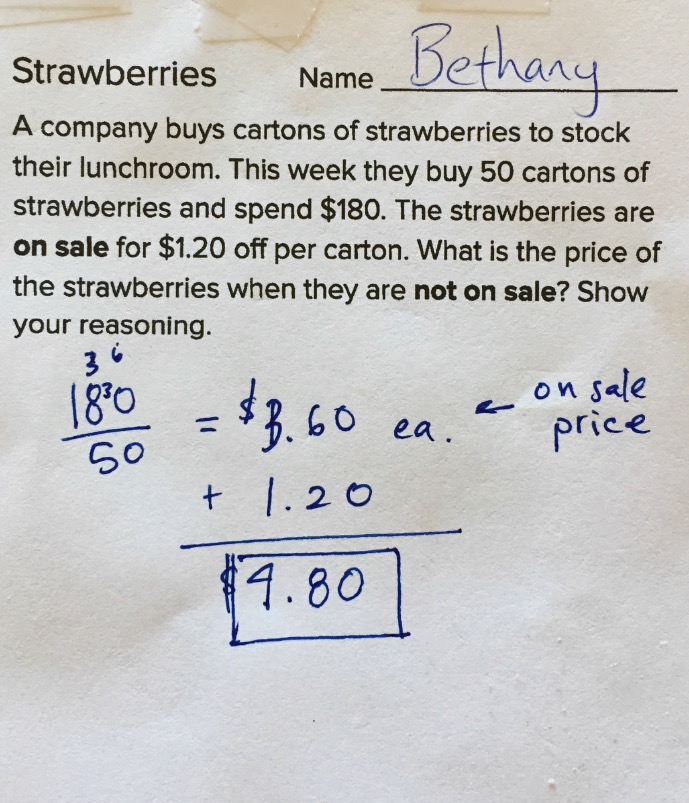 Strawberries Name Bethany
A company buys cartons of strawberries to stock
their lunchroom. This week they buy 50 cartons of
strawberries and spend $180. The strawberries are
on sale for $1.20 off per carton. What is the price of
the strawberries when they are not on sale? Show
your reasoning.
3 6
18³0
50
= $3.60 ea. ← on sale
price
+ 1.20
$4.80